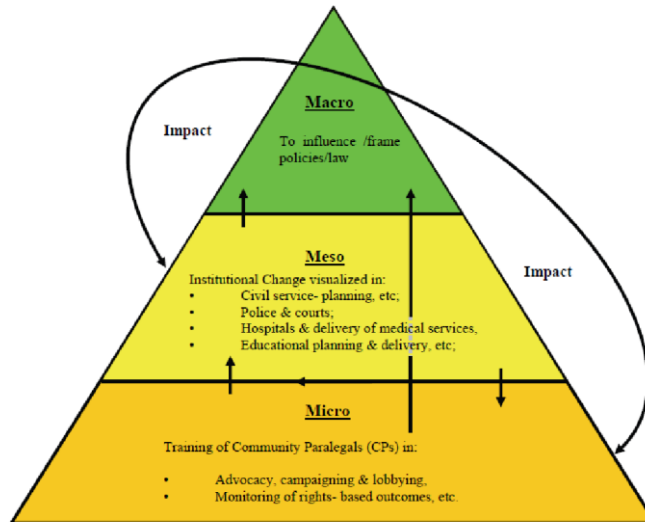 Macro
Impact
To influence /frame
policies/law
Meso
Impact
Institutional Change visualized in:
• Civil service- planning, etc;
• Police & courts;
• Hospitals & delivery of medical services,
• Educational planning & delivery, etc;
Micro
Training of Community Paralegals (CPs) in;
• Advocacy, campaigning & lobbying,
• Monitoring of rights- based outcomes, etc.